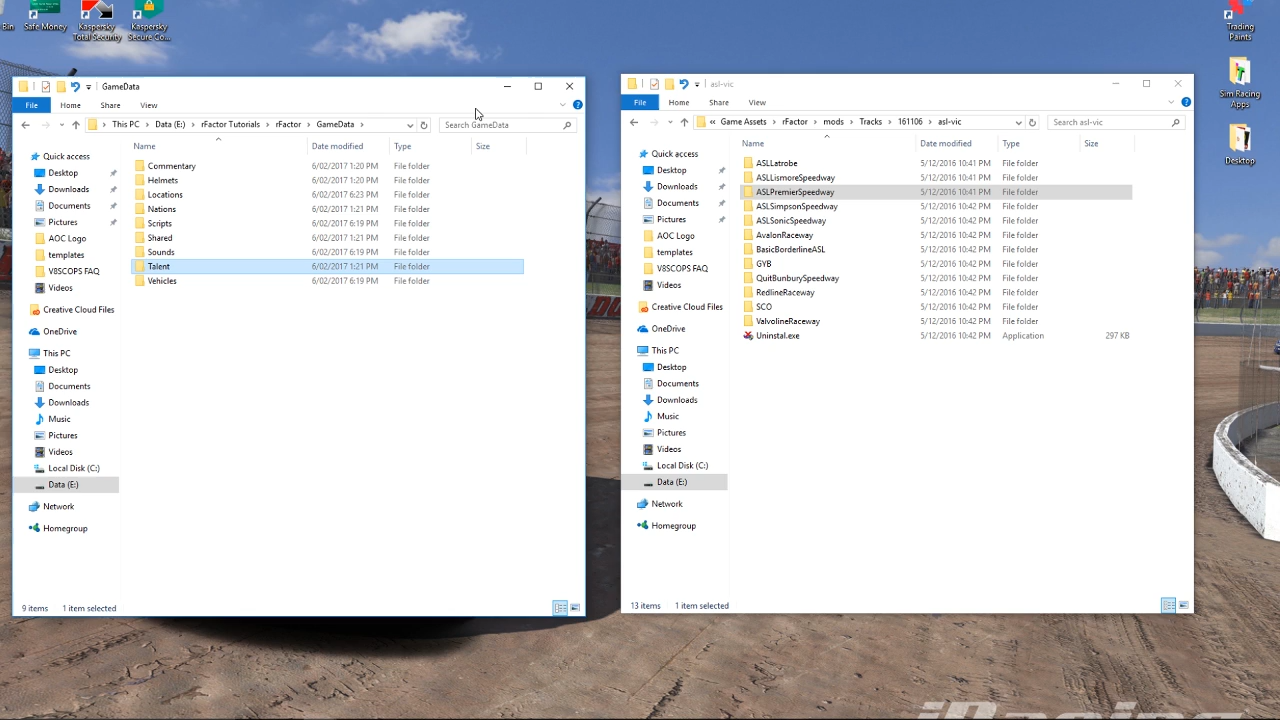 Bin
Safe Money
Kaspersky
Total Security
Kaspersky
Secure Co...
Trading
Paints
Sim Racing
Apps
Desktop
GameData
File Home Share View
This PC > Data (E:) > rFactor Tutorials > rFactor > GameData >
Search GameData
Quick access
Desktop
Downloads
Documents
Pictures
AOC Logo
templates
V8SCOPS FAQ
Videos
Creative Cloud Files
OneDrive
This PC
Desktop
Documents
Downloads
Music
Pictures
Videos
Local Disk (C:)
Data (E:)
Network
Homegroup
Name Date modified Type Size
Commentary 6/02/2017 1:20 PM File folder
Helmets 6/02/2017 1:20 PM File folder
Locations 6/02/2017 6:23 PM File folder
Nations 6/02/2017 1:21 PM File folder
Scripts 6/02/2017 6:19 PM File folder
Shared 6/02/2017 1:21 PM File folder
Sounds 6/02/2017 6:19 PM File folder
Talent 6/02/2017 1:21 PM File folder
Vehicles 6/02/2017 6:19 PM File folder
9 items 1 item selected
asl-vic
File Home Share View
« Game Assets > rFactor > mods > Tracks > 161106 > asl-vic
Search asl-vic
Quick access
Desktop
Downloads
Documents
Pictures
AOC Logo
templates
V8SCOPS FAQ
Videos
Creative Cloud Files
OneDrive
This PC
Desktop
Documents
Downloads
Music
Pictures
Videos
Local Disk (C:)
Data (E:)
Network
Homegroup
Name Date modified Type Size
ASLLatrobe 5/12/2016 10:41 PM File folder
ASLLismoreSpeedway 5/12/2016 10:41 PM File folder
ASLPremierSpeedway 5/12/2016 10:41 PM File folder
ASLSimpsonSpeedway 5/12/2016 10:42 PM File folder
ASLSonicSpeedway 5/12/2016 10:42 PM File folder
AvalonRaceway 5/12/2016 10:42 PM File folder
BasicBorderlineASL 5/12/2016 10:42 PM File folder
GYB 5/12/2016 10:42 PM File folder
QuitBunburySpeedway 5/12/2016 10:42 PM File folder
RedlineRaceway 5/12/2016 10:42 PM File folder
SCO 5/12/2016 10:42 PM File folder
ValvolineRaceway 5/12/2016 10:42 PM File folder
Uninstal.exe 5/12/2016 10:42 PM Application 297 KB
13 items 1 item selected
iRacing